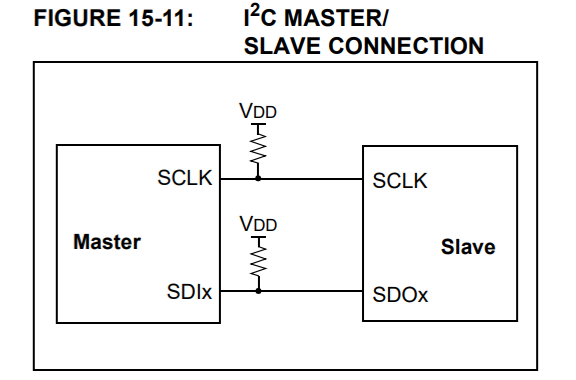 FIGURE 15-11: I²C MASTER/
SLAVE CONNECTION
VDD
SCLK
SCLK
VDD
Master
Slave
SDIx
SDOx